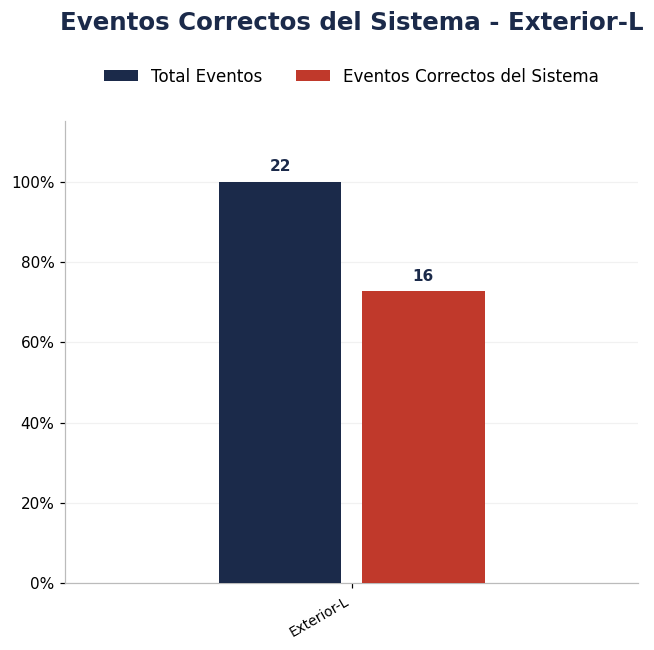 Eventos Correctos del Sistema - Exterior-L
Total Eventos
Eventos Correctos del Sistema
22
100%
80%
16
60%
40%
20%
0%
Exterior-L